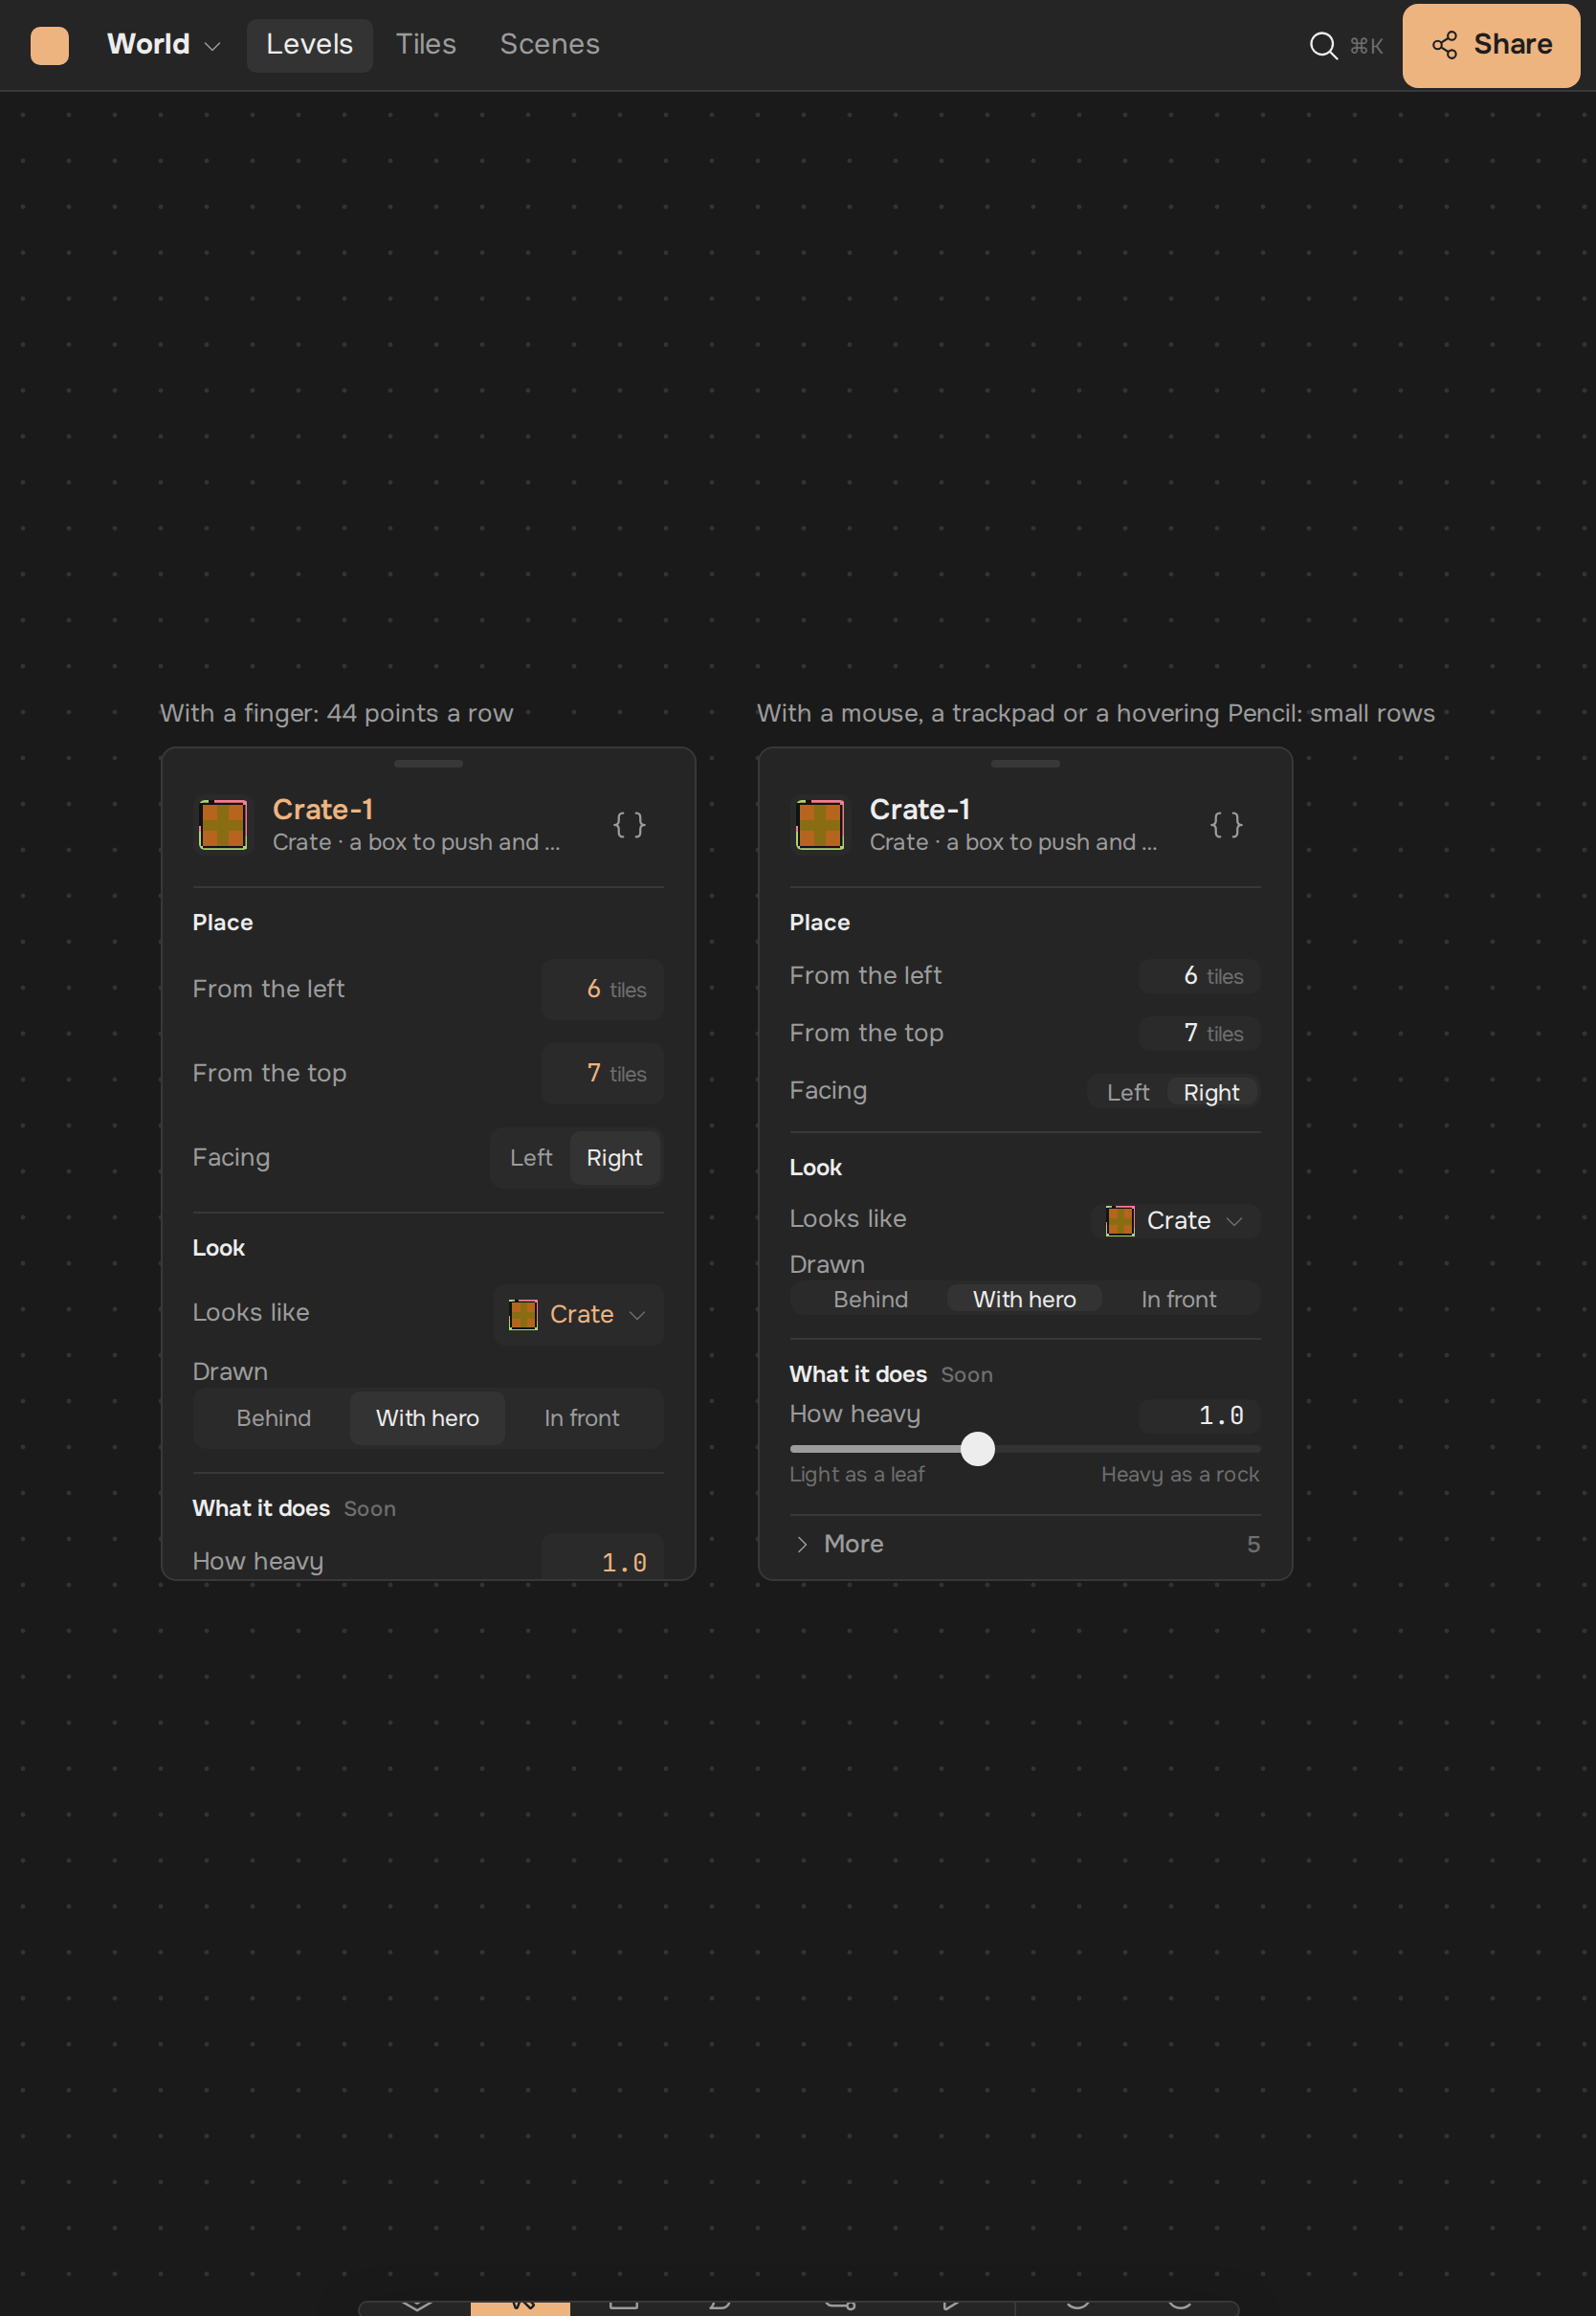 World Levels Tiles Scenes ⌘K Share
With a finger: 44 points a row
Crate-1
Crate · a box to push and ...
{ }
Place
From the left 6 tiles
From the top 7 tiles
Facing Left Right
Look
Looks like Crate
Drawn
Behind With hero In front
What it does Soon
How heavy 1.0
With a mouse, a trackpad or a hovering Pencil: small rows
Crate-1
Crate · a box to push and ...
{ }
Place
From the left 6 tiles
From the top 7 tiles
Facing Left Right
Look
Looks like Crate
Drawn
Behind With hero In front
What it does Soon
How heavy 1.0
Light as a leaf Heavy as a rock
More 5